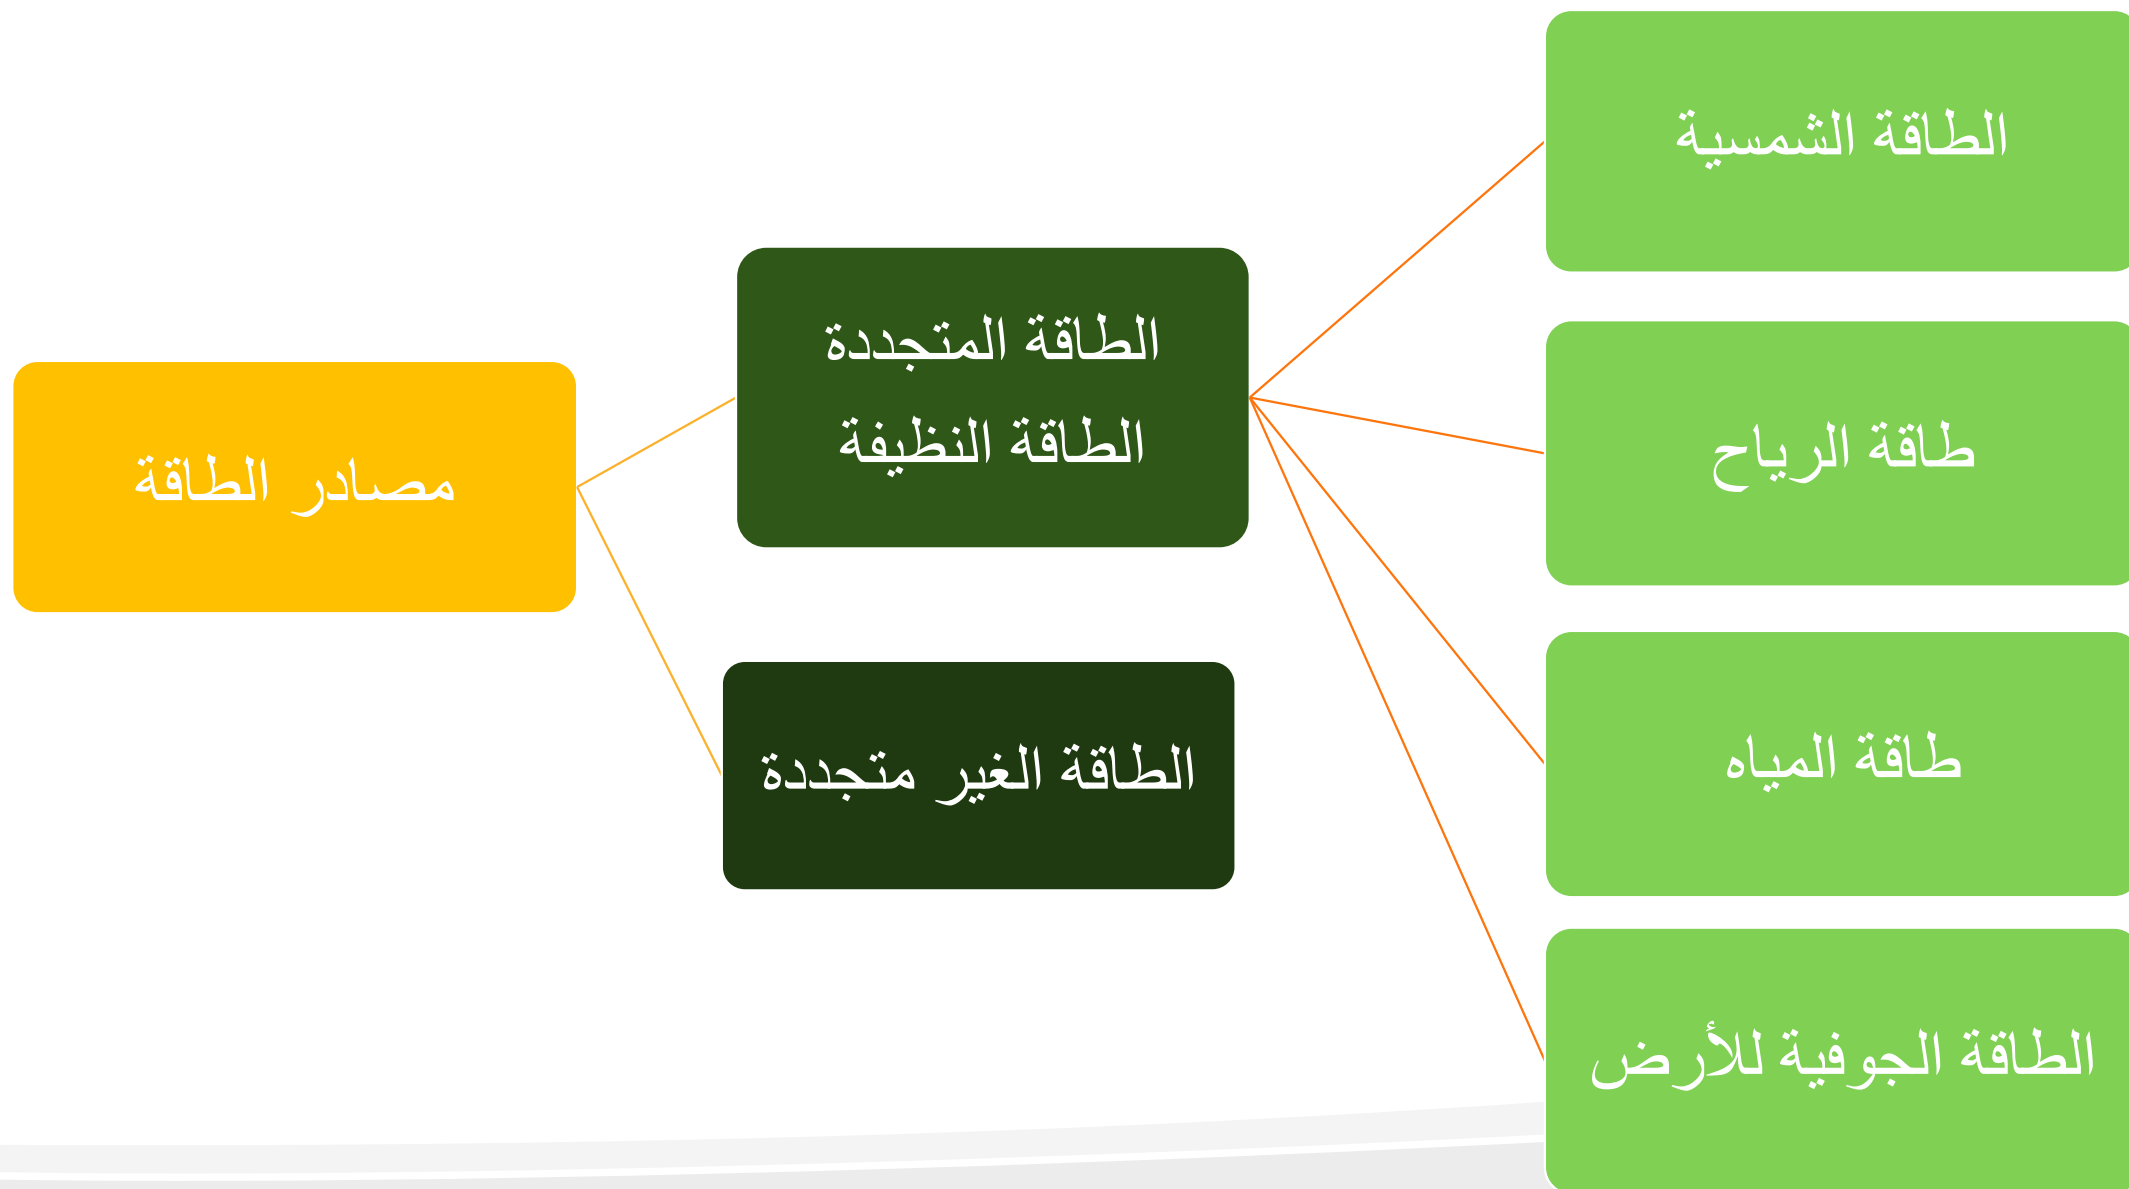 مصادر الطاقة
الطاقة المتجددة
الطاقة النظيفة
الطاقة الغير متجددة
الطاقة الشمسية
طاقة الرياح
طاقة المياه
الطاقة الجوفية للأرض